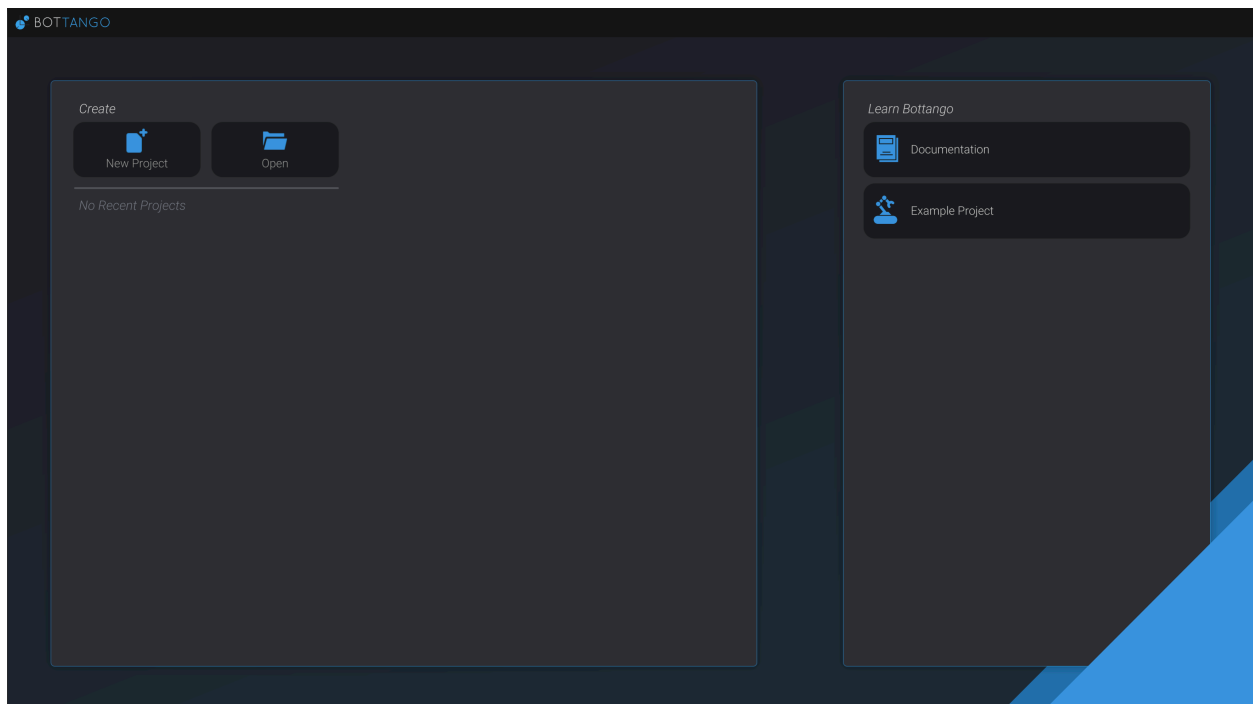 BOTTANGO
Create
New Project
Open
No Recent Projects
Learn Bottango
Documentation
Example Project